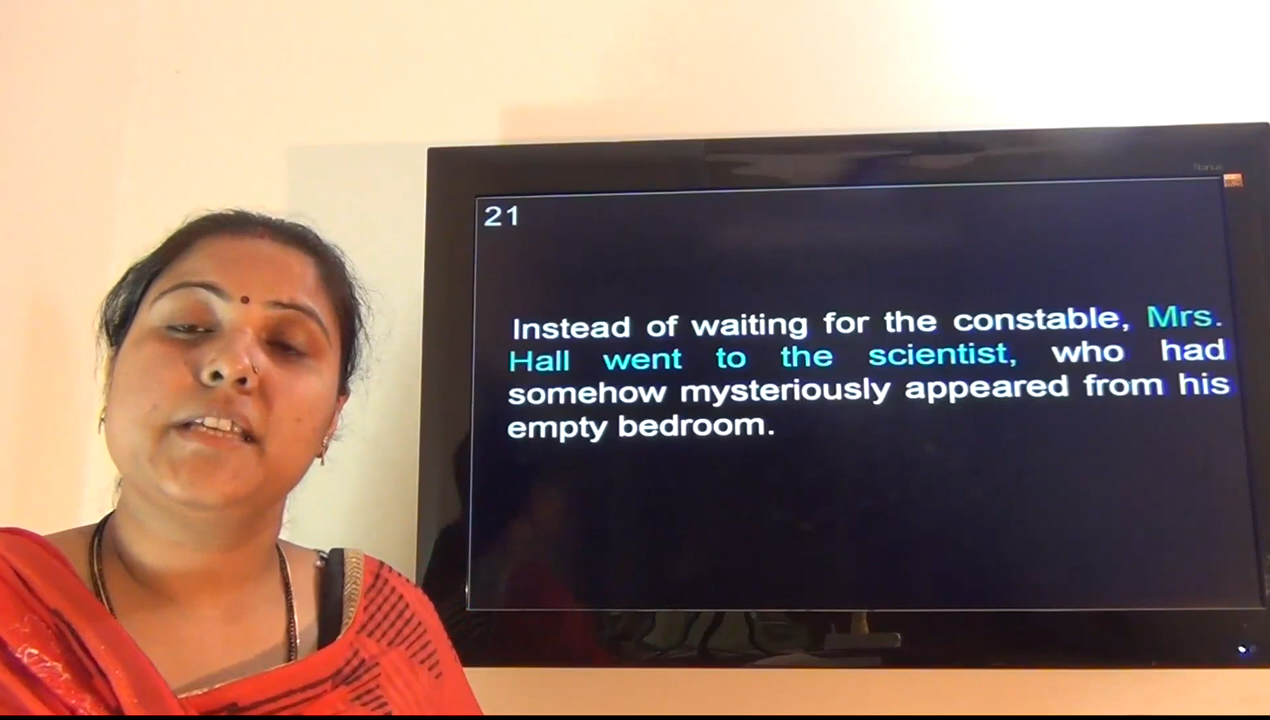 Titanus
21
Instead of waiting for the constable, Mrs.
Hall went to the scientist, who had
somehow mysteriously appeared from his
empty bedroom.